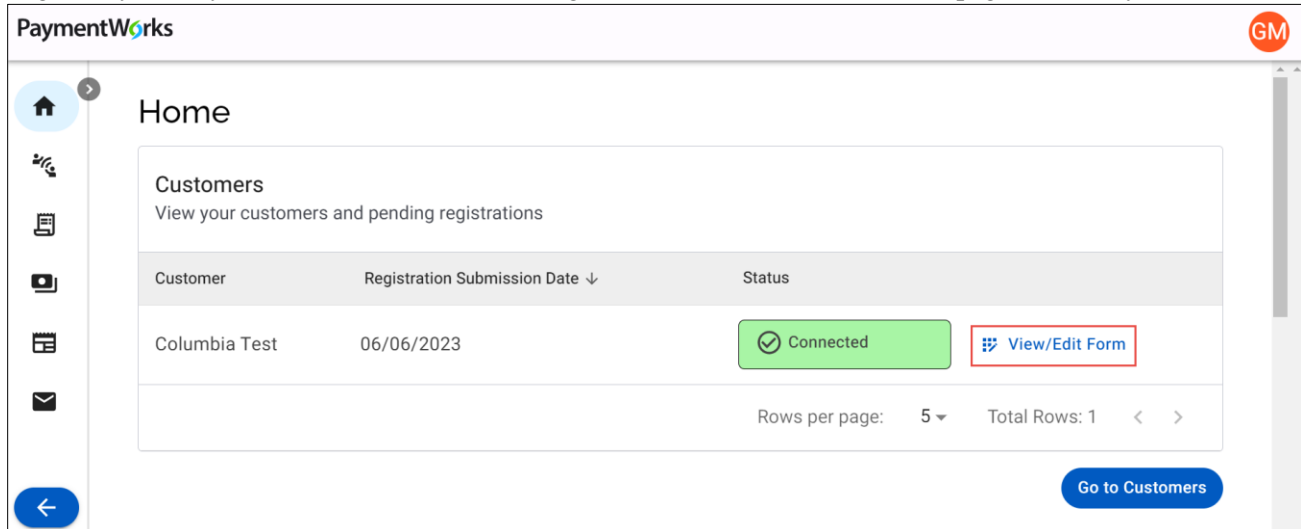 PaymentWorks
GM
Home
Customers
View your customers and pending registrations
Customer Registration Submission Date ↓ Status
Columbia Test 06/06/2023 Connected View/Edit Form
Rows per page: 5 Total Rows: 1 < >
Go to Customers